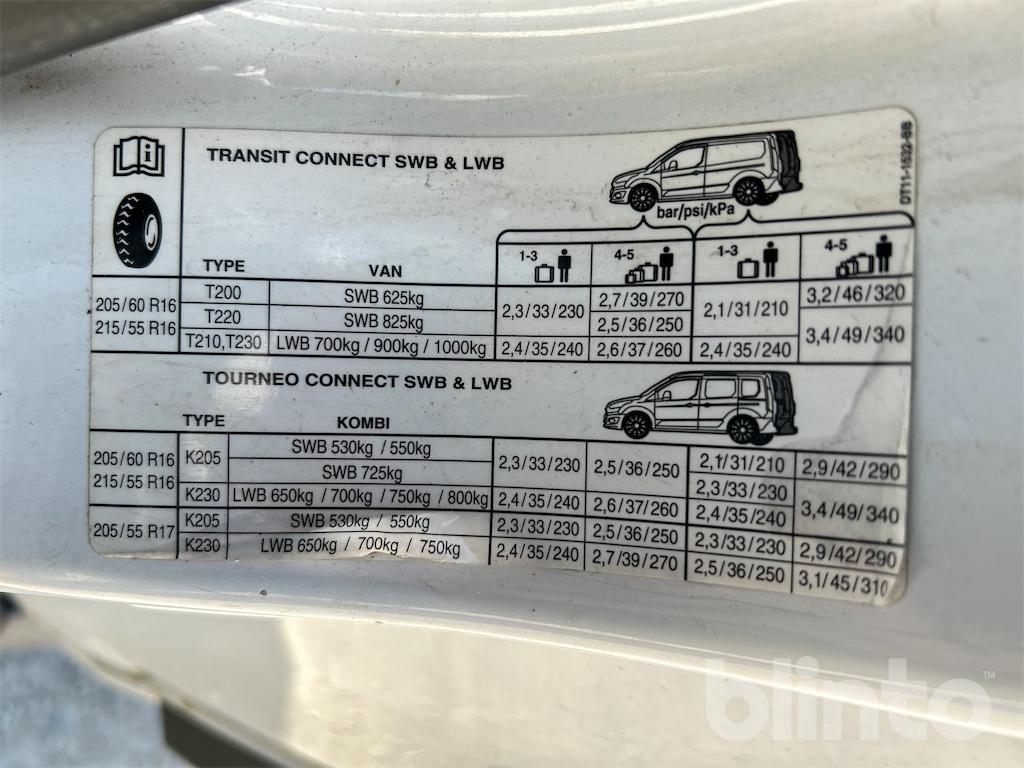 TRANSIT CONNECT SWB & LWB
DT11-1532-BB
bar/psi/kPa
1-3 4-5 1-3 4-5
TYPE VAN
205/60 R16 T200 SWB 625kg 2,3/33/230 2,7/39/270 2,1/31/210 3,2/46/320
215/55 R16 T220 SWB 825kg 2,5/36/250 3,4/49/340
T210,T230 LWB 700kg / 900kg / 1000kg 2,4/35/240 2,6/37/260 2,4/35/240
TOURNEO CONNECT SWB & LWB
TYPE KOMBI
205/60 R16 K205 SWB 530kg / 550kg 2,3/33/230 2,5/36/250 2,1/31/210 2,9/42/290
215/55 R16 SWB 725kg 2,3/33/230 3,4/49/340
K230 LWB 650kg / 700kg / 750kg / 800kg 2,4/35/240 2,6/37/260 2,4/35/240
205/55 R17 K205 SWB 530kg / 550kg 2,3/33/230 2,5/36/250 2,3/33/230 2,9/42/290
K230 LWB 650kg / 700kg / 750kg 2,4/35/240 2,7/39/270 2,5/36/250 3,1/45/310
blinto™